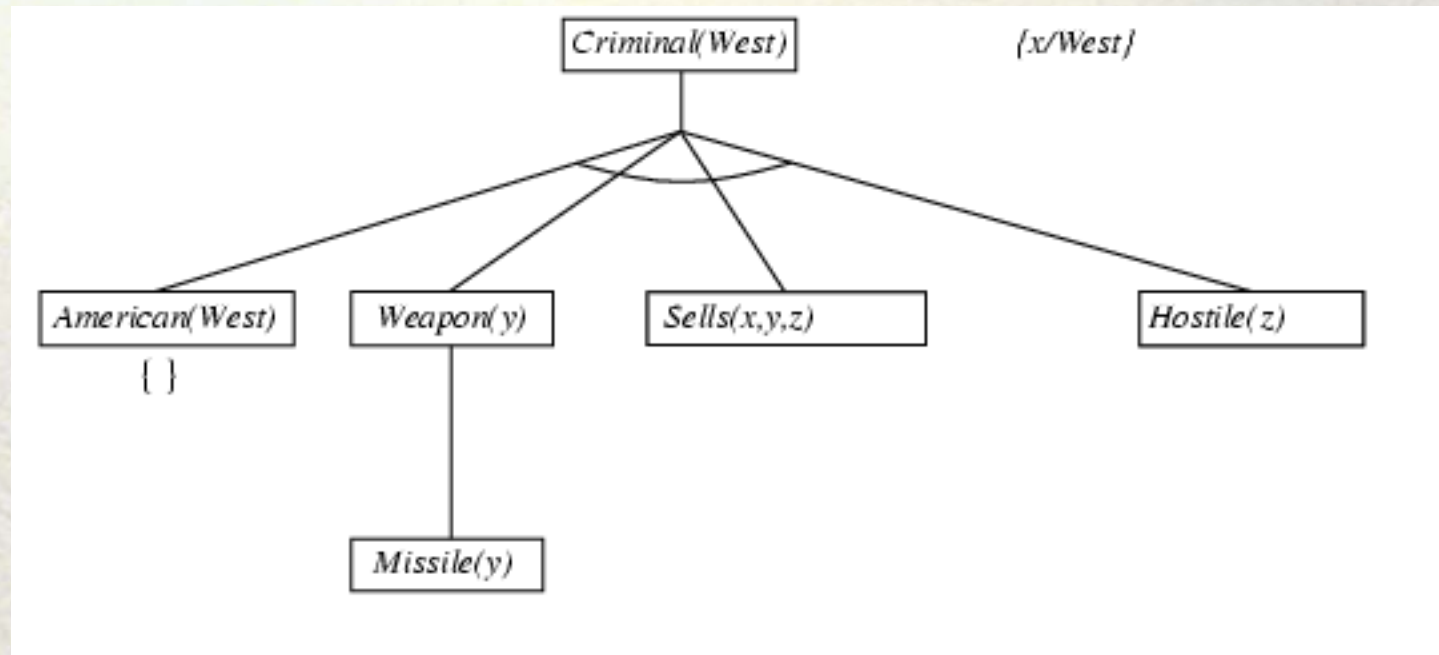 Criminal(West) {x/West}
American(West) Weapon(y) Sells(x,y,z) Hostile(z)
{ }
Missile(y)